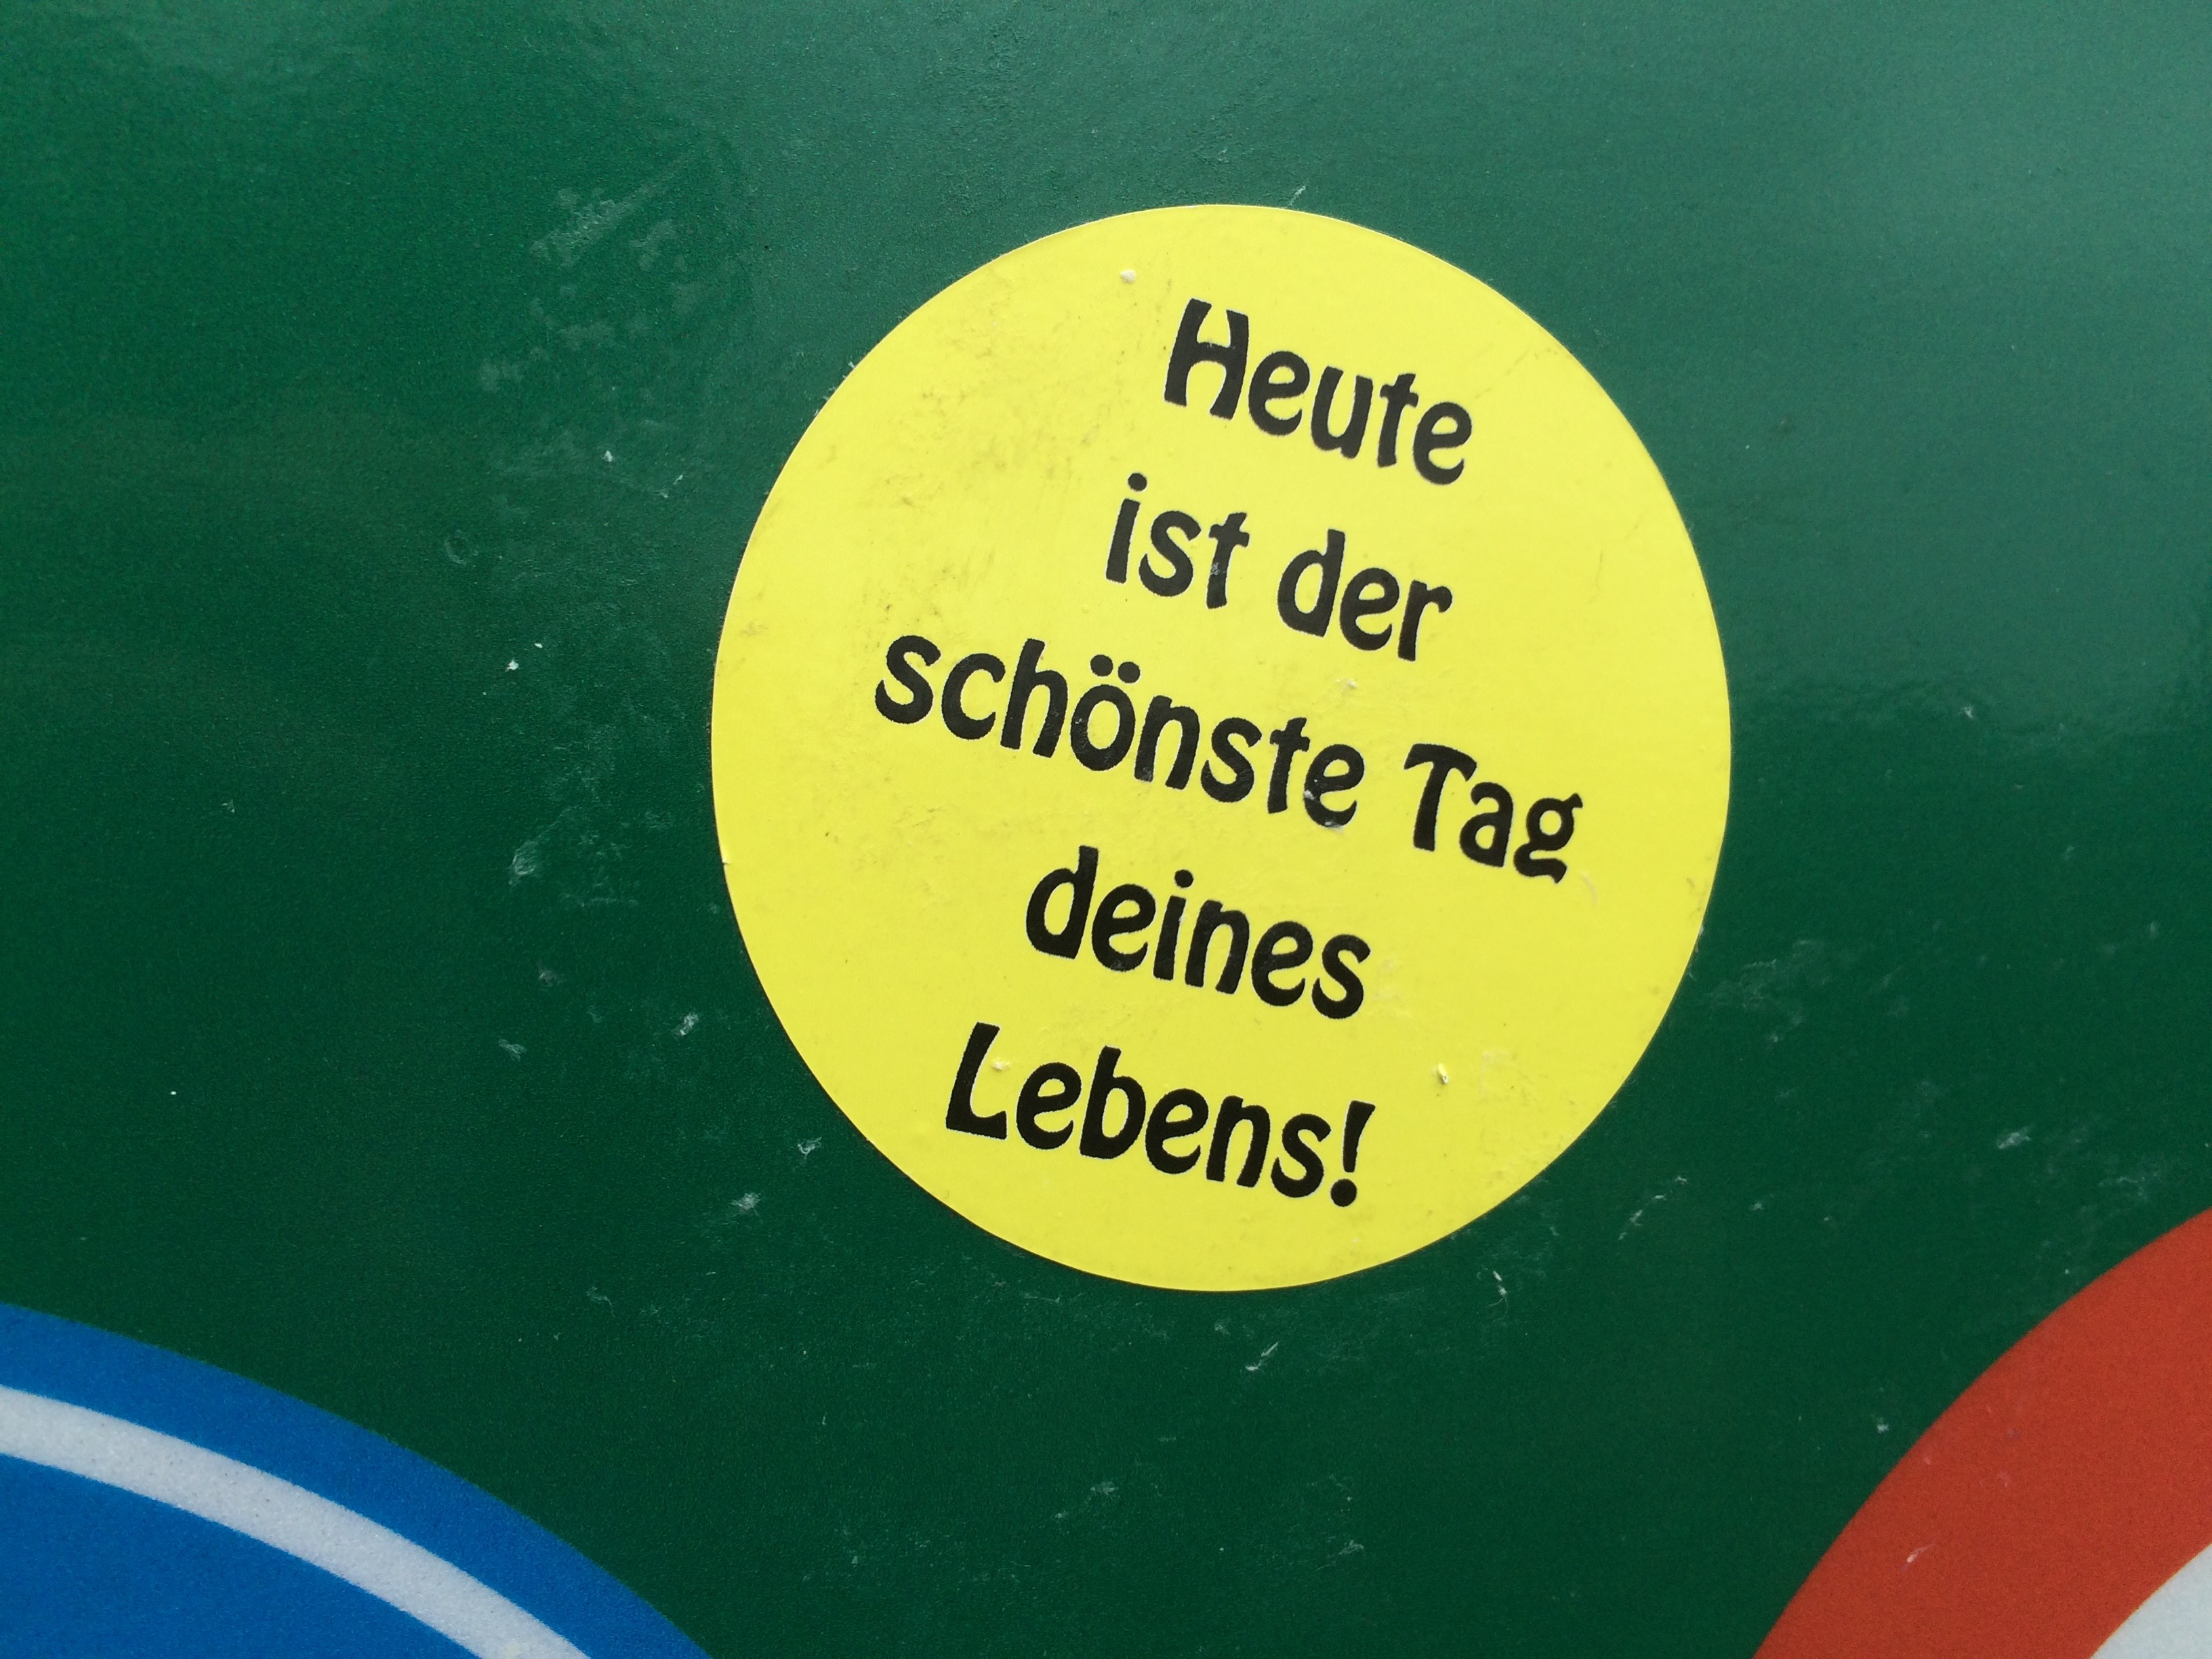 Heute
ist der
schönste Tag
deines
Lebens!